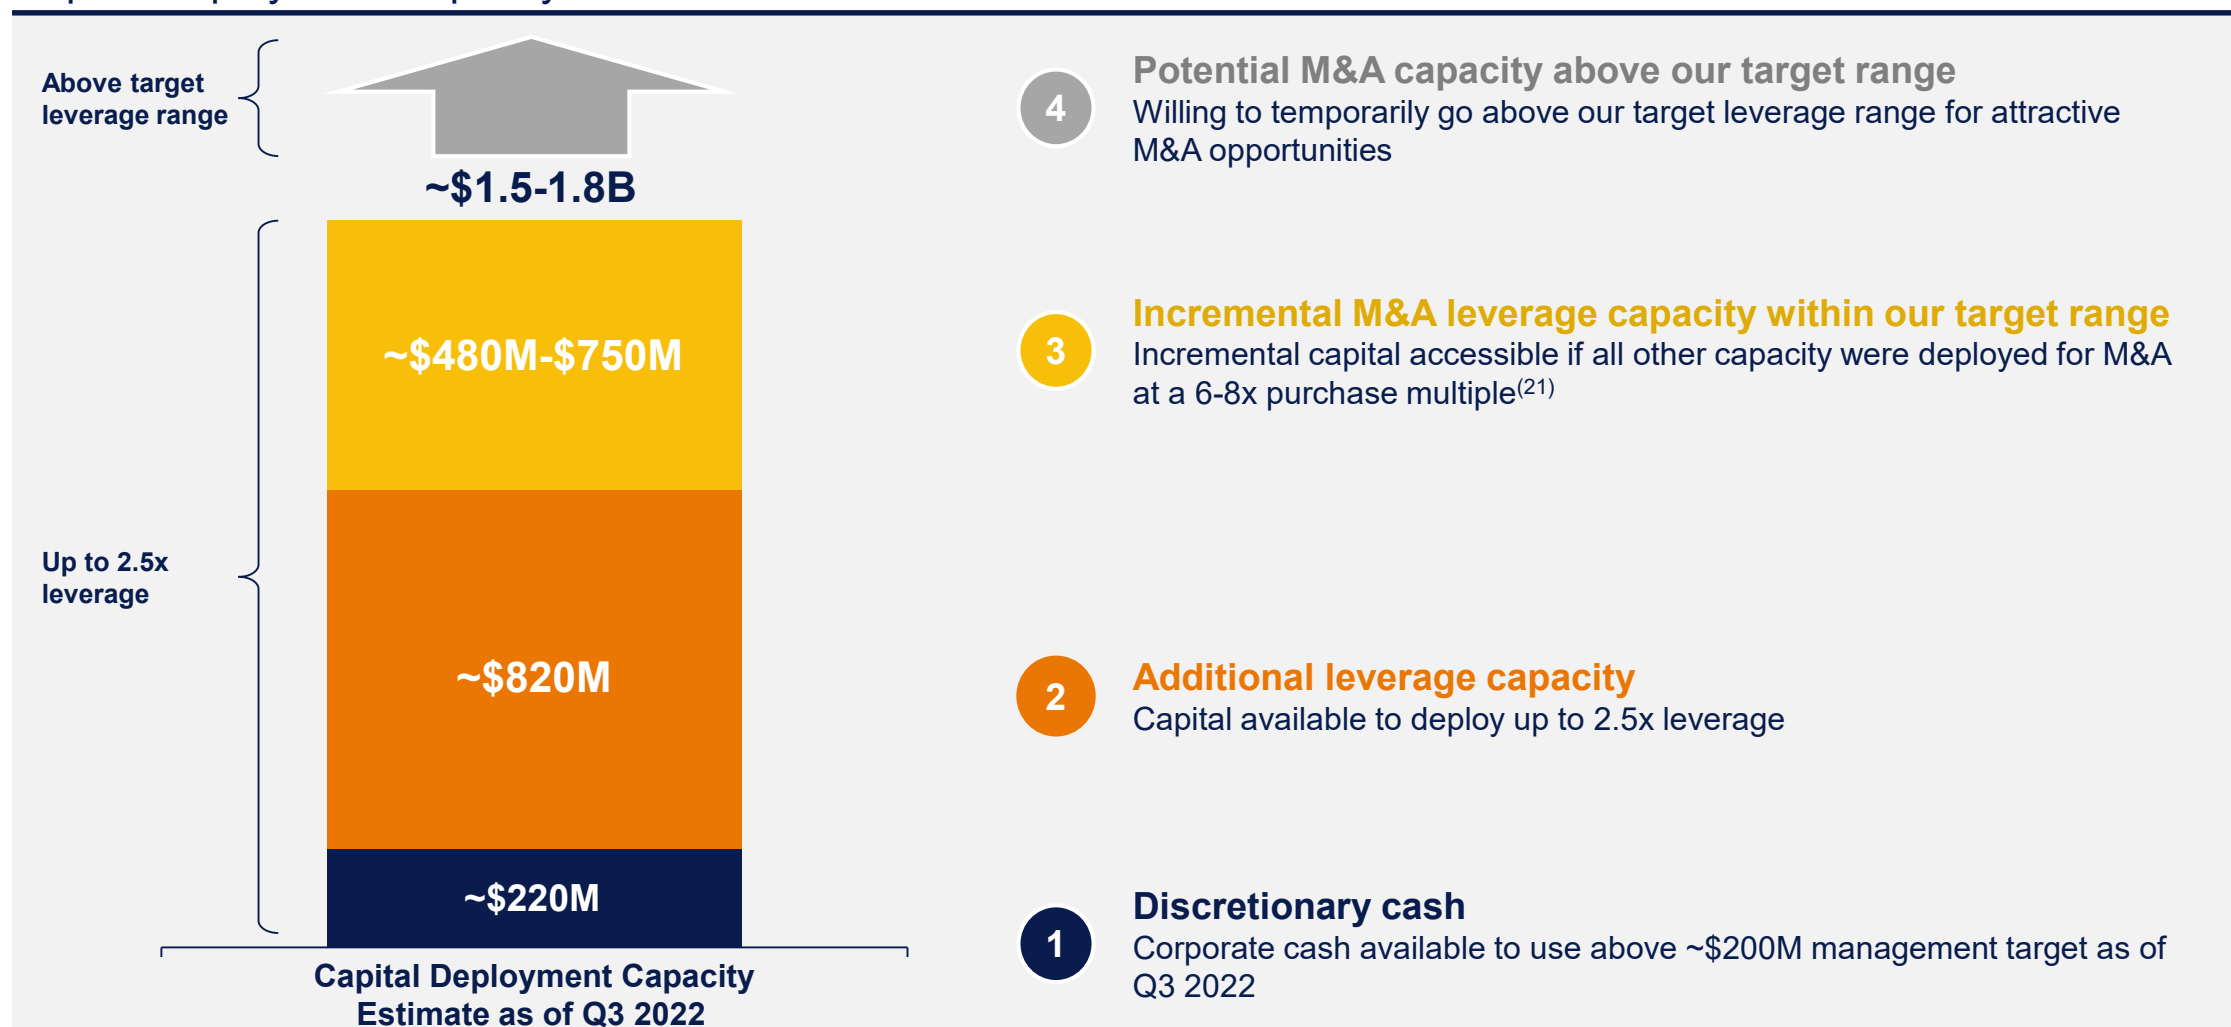 Above target
leverage range
~$1.5-1.8B
~$480M-$750M
Up to 2.5x
leverage
~$820M
~$220M
Capital Deployment Capacity
Estimate as of Q3 2022
4
Potential M&A capacity above our target range
Willing to temporarily go above our target leverage range for attractive
M&A opportunities
3
Incremental M&A leverage capacity within our target range
Incremental capital accessible if all other capacity were deployed for M&A
at a 6-8x purchase multiple(21)
2
Additional leverage capacity
Capital available to deploy up to 2.5x leverage
1
Discretionary cash
Corporate cash available to use above ~$200M management target as of
Q3 2022